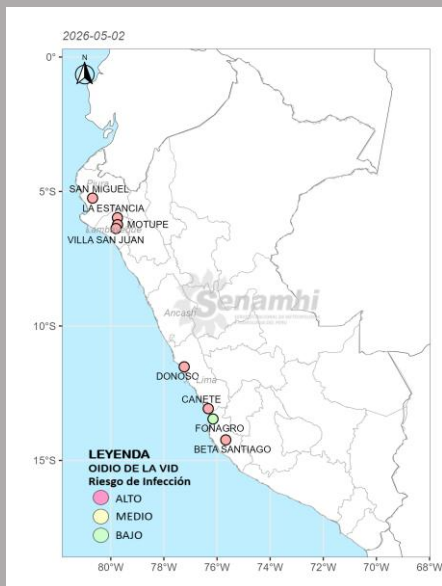 2026-05-02
N
0°
5°S
10°S
15°S
Piura
SAN MIGUEL
LA ESTANCIA
MOTUPE
Lambayeque
VILLA SAN JUAN
Senamhi
Ancash
DONOSO
Lima
CANETE
FONAGRO
BETA SANTIAGO
LEYENDA
OIDIO DE LA VID
Riesgo de Infección
ALTO
MEDIO
BAJO
80°W 78°W 76°W 74°W 72°W 70°W 68°W